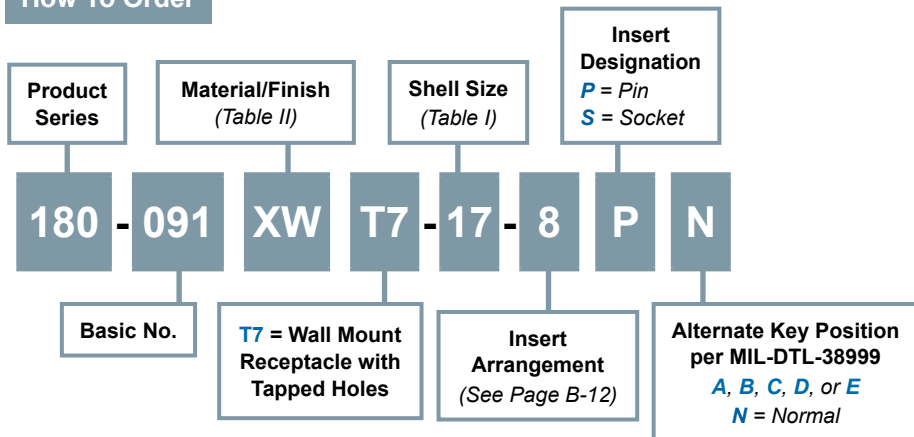 How To Order
Product
Series
Material/Finish
(Table II)
Shell Size
(Table I)
Insert
Designation
P = Pin
S = Socket
180 - 091 XW T7 - 17 - 8 P N
Basic No.
T7 = Wall Mount
Receptacle with
Tapped Holes
Insert
Arrangement
(See Page B-12)
Alternate Key Position
per MIL-DTL-38999
A, B, C, D, or E
N = Normal